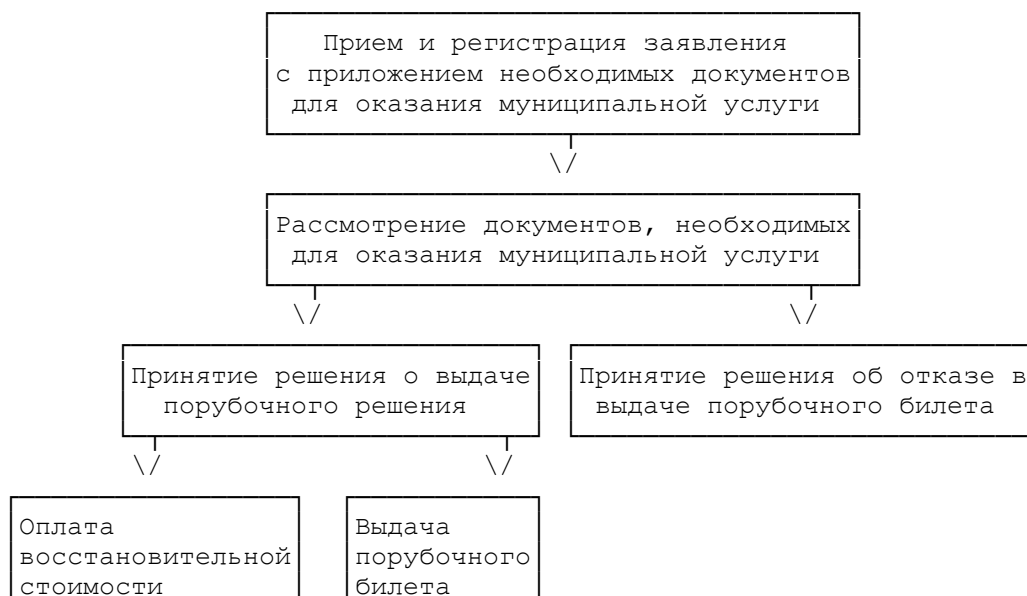 Прием и регистрация заявления
с приложением необходимых документов
для оказания муниципальной услуги
Рассмотрение документов, необходимых
для оказания муниципальной услуги
Принятие решения о выдаче
порубочного решения
Принятие решения об отказе в
выдаче порубочного билета
Оплата
восстановительной
стоимости
Выдача
порубочного
билета